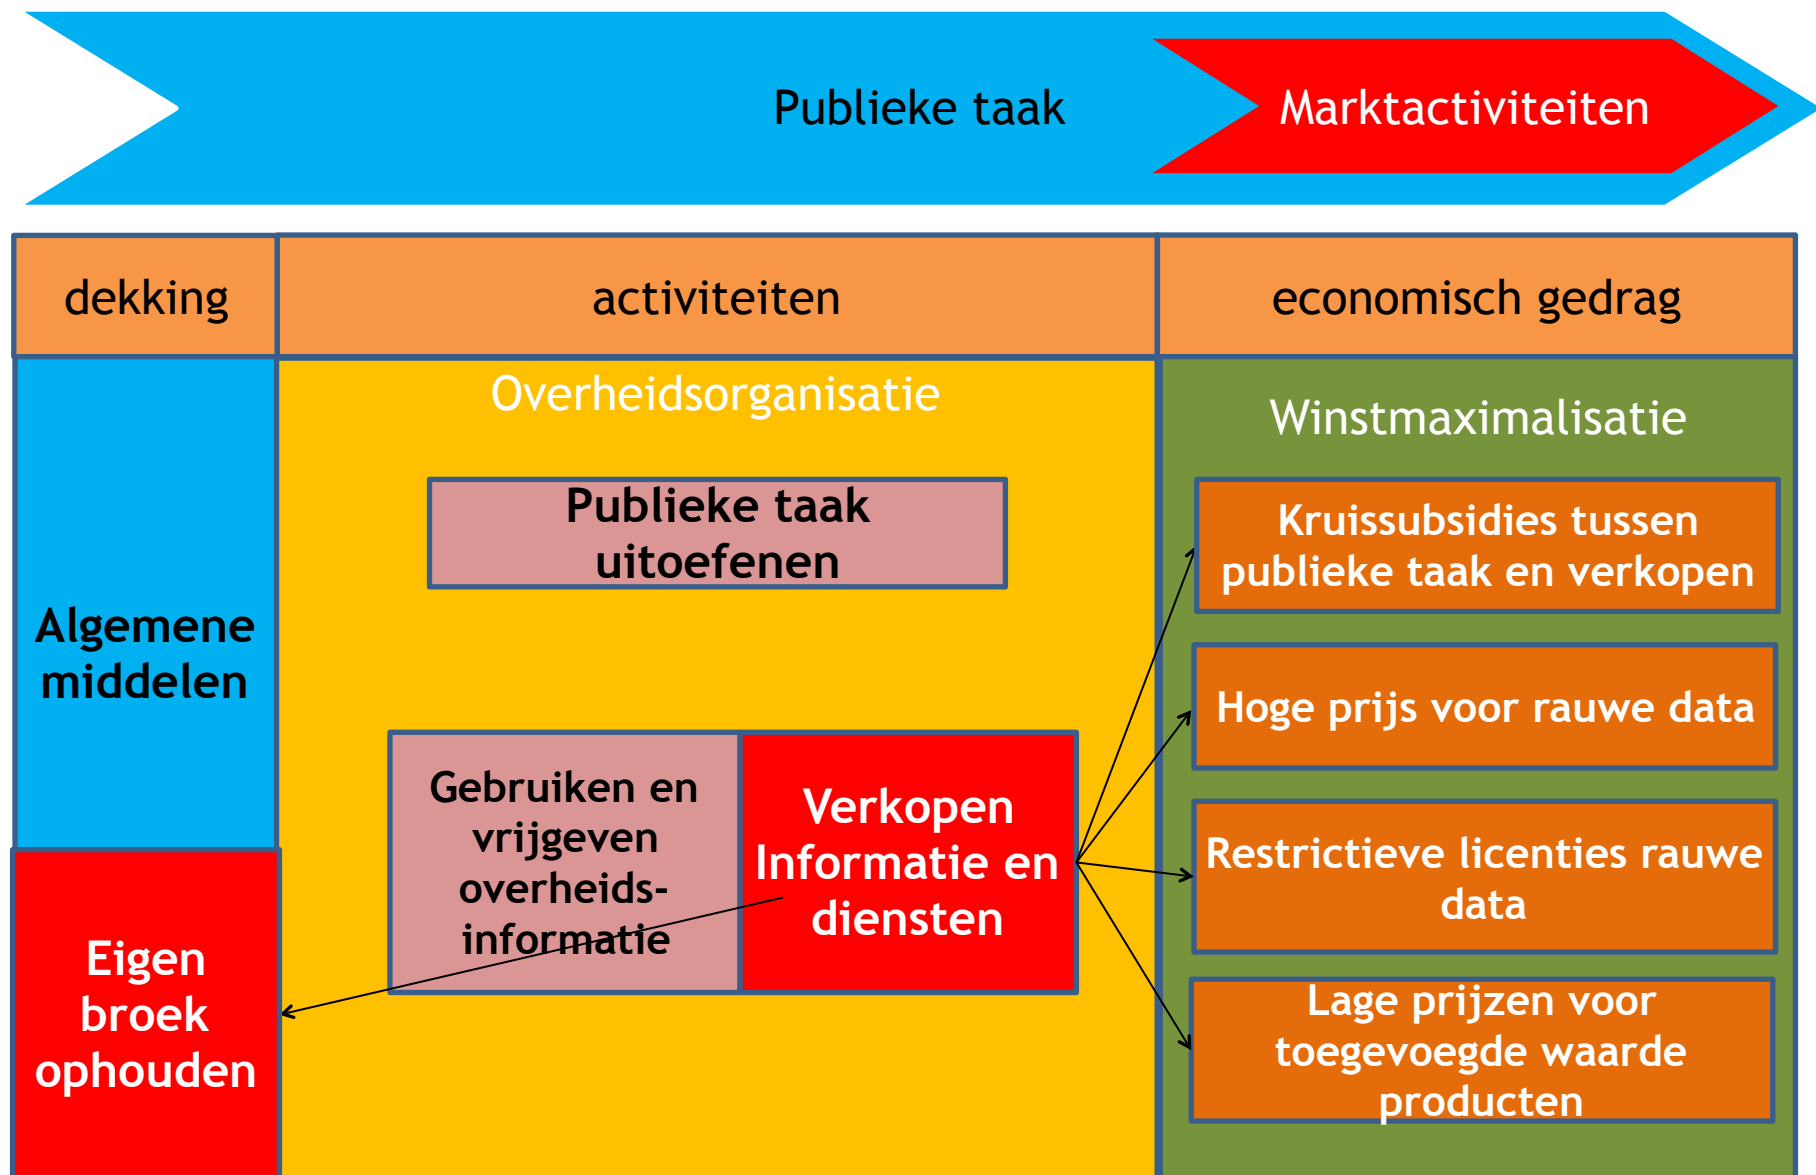 Publieke taak
Marktactiviteiten
dekking
activiteiten
economisch gedrag
Algemene
middelen
Eigen
broek
ophouden
Overheidsorganisatie
Publieke taak
uitoefenen
Gebruiken en
vrijgeven
overheids-
informatie
Verkopen
Informatie en
diensten
Winstmaximalisatie
Kruissubsidies tussen
publieke taak en verkopen
Hoge prijs voor rauwe data
Restrictieve licenties rauwe
data
Lage prijzen voor
toegevoegde waarde
producten